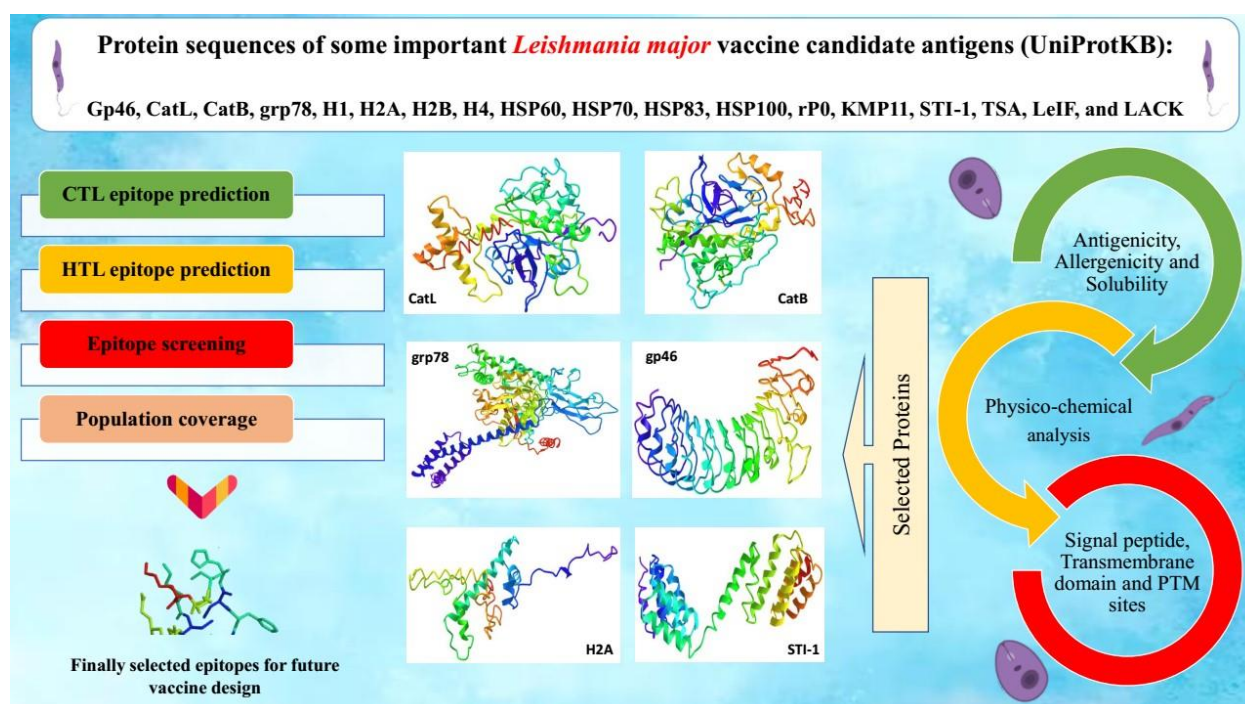 Protein sequences of some important Leishmania major vaccine candidate antigens (UniProtKB):
Gp46, CatL, CatB, grp78, H1, H2A, H2B, H4, HSP60, HSP70, HSP83, HSP100, rP0, KMP11, STI-1, TSA, LeIF, and LACK
CTL epitope prediction
HTL epitope prediction
Epitope screening
Population coverage
Finally selected epitopes for future
vaccine design
CatL
CatB
grp78
gp46
H2A
STI-1
Selected Proteins
Antigenicity,
Allergenicity and
Solubility
Physico-chemical
analysis
Signal peptide,
Transmembrane
domain and PTM
sites